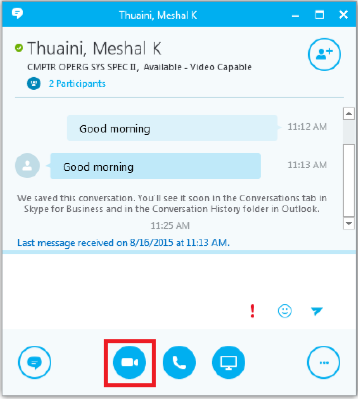 Thuaini, Meshal K
Thuaini, Meshal K
CMPTR OPERG SYS SPEC II, Available - Video Capable
2 Participants
Good morning
11:12 AM
Good morning
11:13 AM
We saved this conversation. You'll see it soon in the Conversations tab in
Skype for Business and in the Conversation History folder in Outlook.
11:25 AM
Last message received on 8/16/2015 at 11:13 AM.